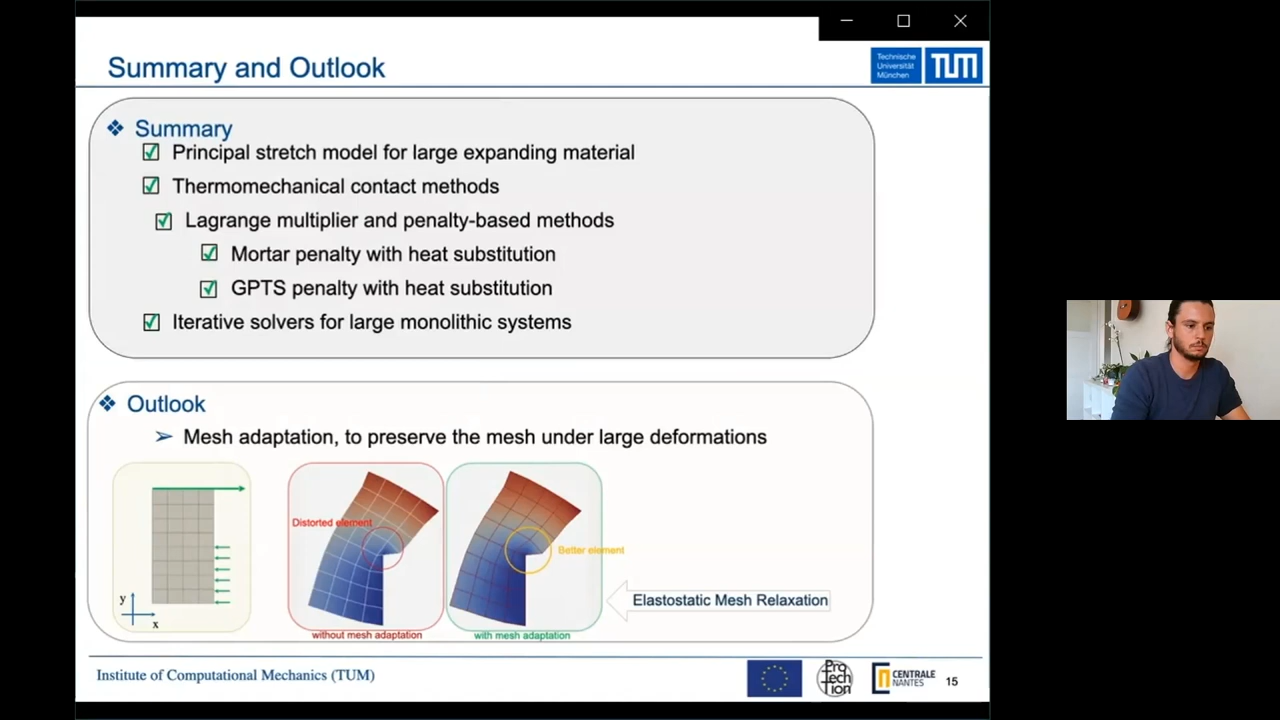 Summary and Outlook
Technische
Universität
München
TUM
Summary
Principal stretch model for large expanding material
Thermomechanical contact methods
Lagrange multiplier and penalty-based methods
Mortar penalty with heat substitution
GPTS penalty with heat substitution
Iterative solvers for large monolithic systems
Outlook
Mesh adaptation, to preserve the mesh under large deformations
Distorted element
Better element
y
x
Elastostatic Mesh Relaxation
without mesh adaptation
with mesh adaptation
Institute of Computational Mechanics (TUM)
Pro
Tech
Tion
CENTRALE
NANTES
15